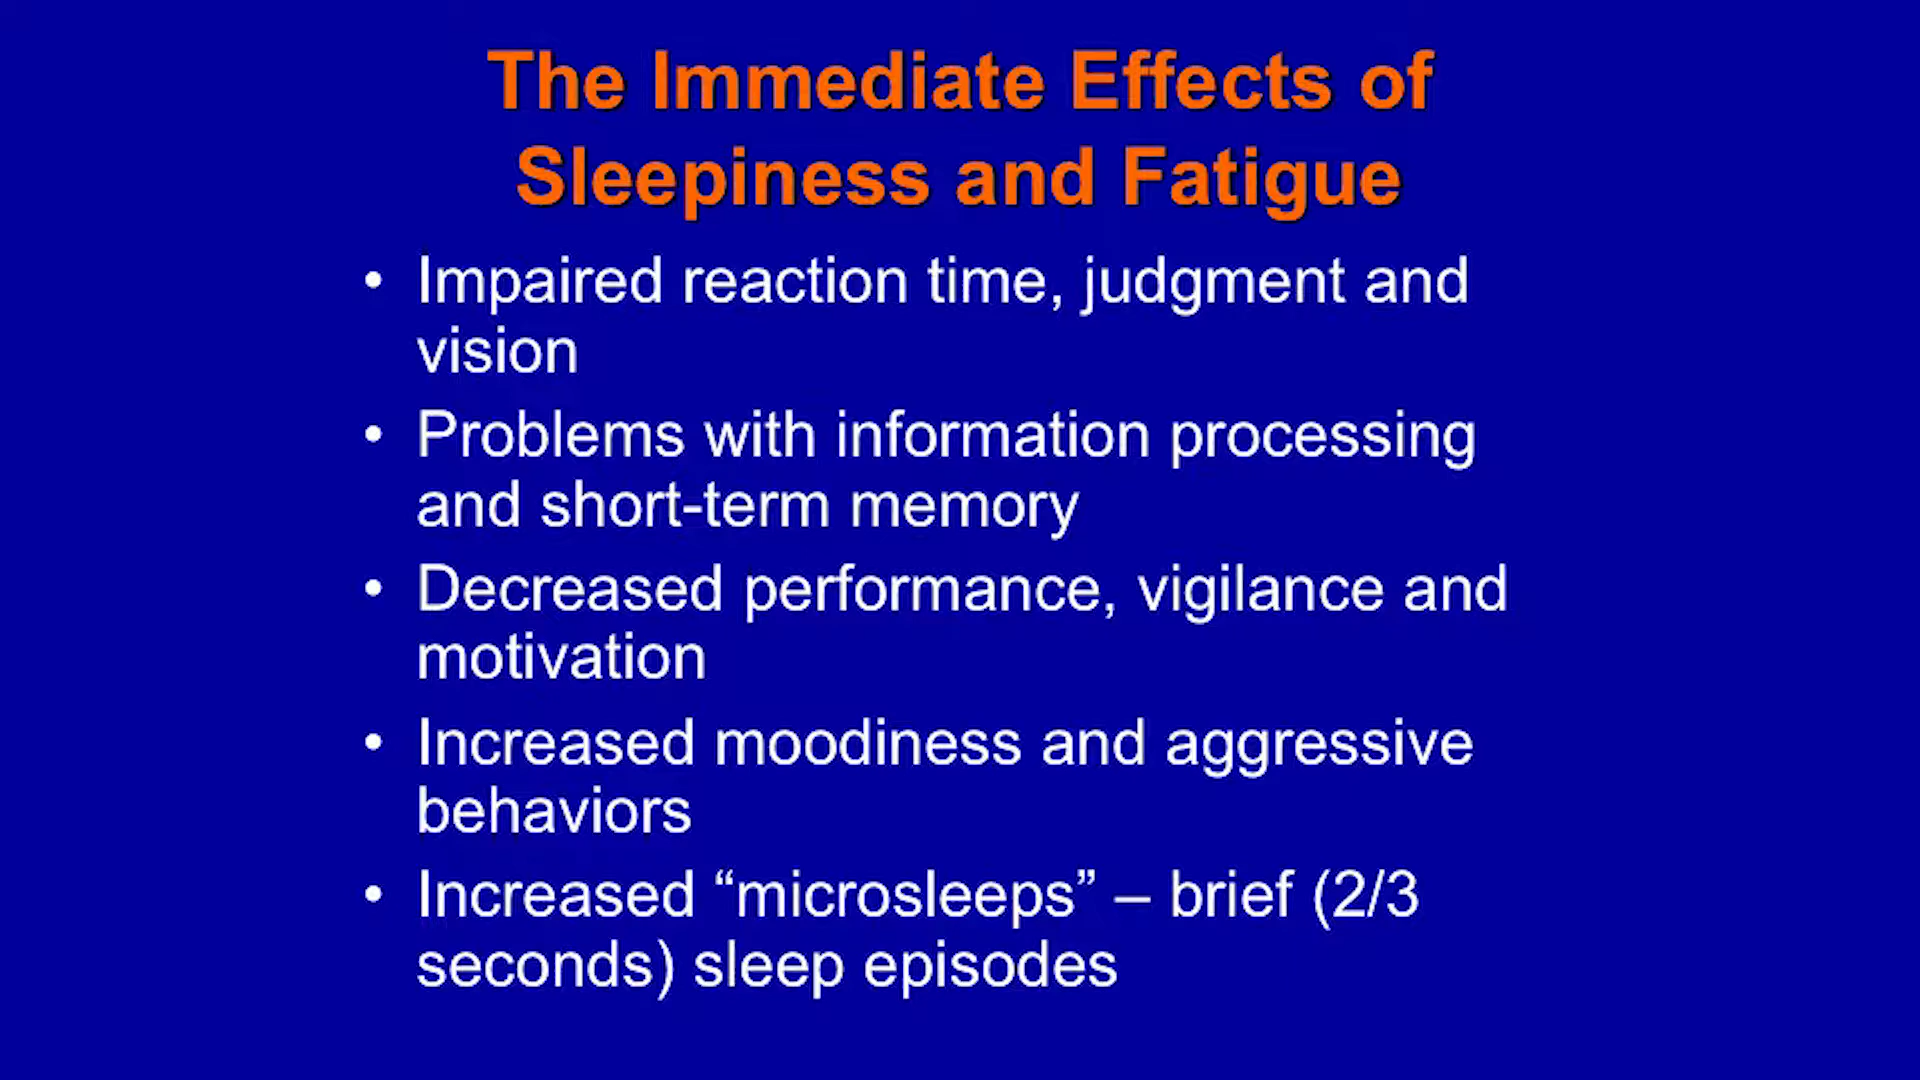 The Immediate Effects of
Sleepiness and Fatigue
• Impaired reaction time, judgment and
vision
• Problems with information processing
and short-term memory
• Decreased performance, vigilance and
motivation
• Increased moodiness and aggressive
behaviors
• Increased “microsleeps” – brief (2/3
seconds) sleep episodes